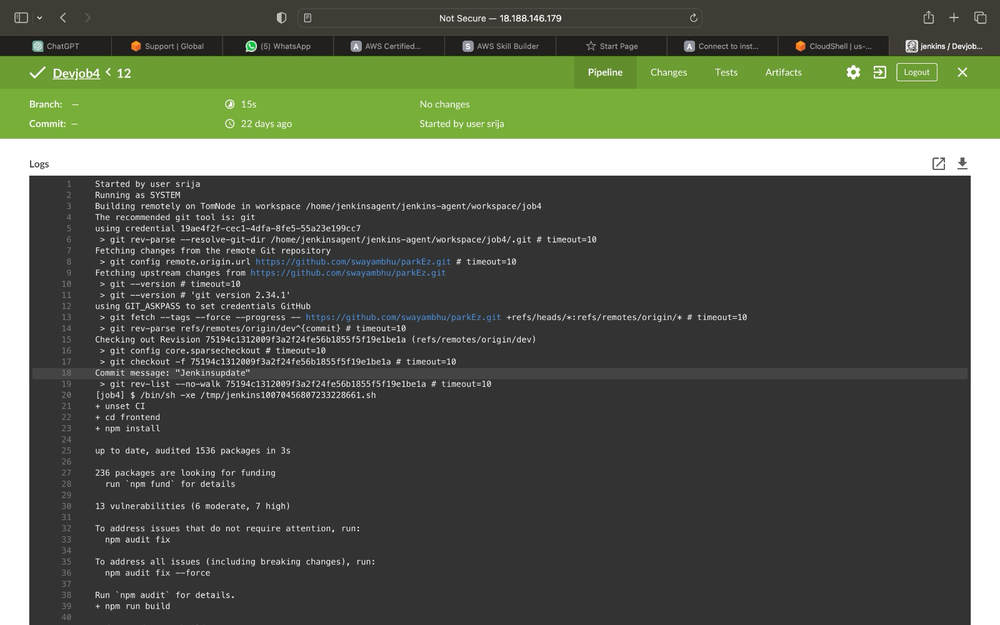 Not Secure — 18.188.146.179
ChatGPT
Support | Global
(5) WhatsApp
A AWS Certified...
S AWS Skill Builder
Start Page
A Connect to inst...
CloudShell | us-...
jenkins / Devjob...
Devjob4 < 12
Pipeline
Changes
Tests
Artifacts
Logout
Branch: —
15s
No changes
Commit: —
22 days ago
Started by user srija
Logs
1 Started by user srija
2 Running as SYSTEM
3 Building remotely on TomNode in workspace /home/jenkinsagent/jenkins-agent/workspace/job4
4 The recommended git tool is: git
5 using credential 19ae4f2f-cec1-4dfa-8fe5-55a23e199cc7
6 > git rev-parse --resolve-git-dir /home/jenkinsagent/jenkins-agent/workspace/job4/.git # timeout=10
7 Fetching changes from the remote Git repository
8 > git config remote.origin.url https://github.com/swayambhu/parkEz.git # timeout=10
9 Fetching upstream changes from https://github.com/swayambhu/parkEz.git
10 > git --version # timeout=10
11 > git --version # 'git version 2.34.1'
12 using GIT_ASKPASS to set credentials GitHub
13 > git fetch --tags --force --progress -- https://github.com/swayambhu/parkEz.git +refs/heads/*:refs/remotes/origin/* # timeout=10
14 > git rev-parse refs/remotes/origin/dev^{commit} # timeout=10
15 Checking out Revision 75194c1312009f3a2f24fe56b1855f5f19e1be1a (refs/remotes/origin/dev)
16 > git config core.sparsecheckout # timeout=10
17 > git checkout -f 75194c1312009f3a2f24fe56b1855f5f19e1be1a # timeout=10
18 Commit message: "Jenkinsupdate"
19 > git rev-list --no-walk 75194c1312009f3a2f24fe56b1855f5f19e1be1a # timeout=10
20 [job4] $ /bin/sh -xe /tmp/jenkins10070456807233228661.sh
21 + unset CI
22 + cd frontend
23 + npm install
24
25 up to date, audited 1536 packages in 3s
26
27 236 packages are looking for funding
28 run `npm fund` for details
29
30 13 vulnerabilities (6 moderate, 7 high)
31
32 To address issues that do not require attention, run:
33 npm audit fix
34
35 To address all issues (including breaking changes), run:
36 npm audit fix --force
37
38 Run `npm audit` for details.
39 + npm run build
40